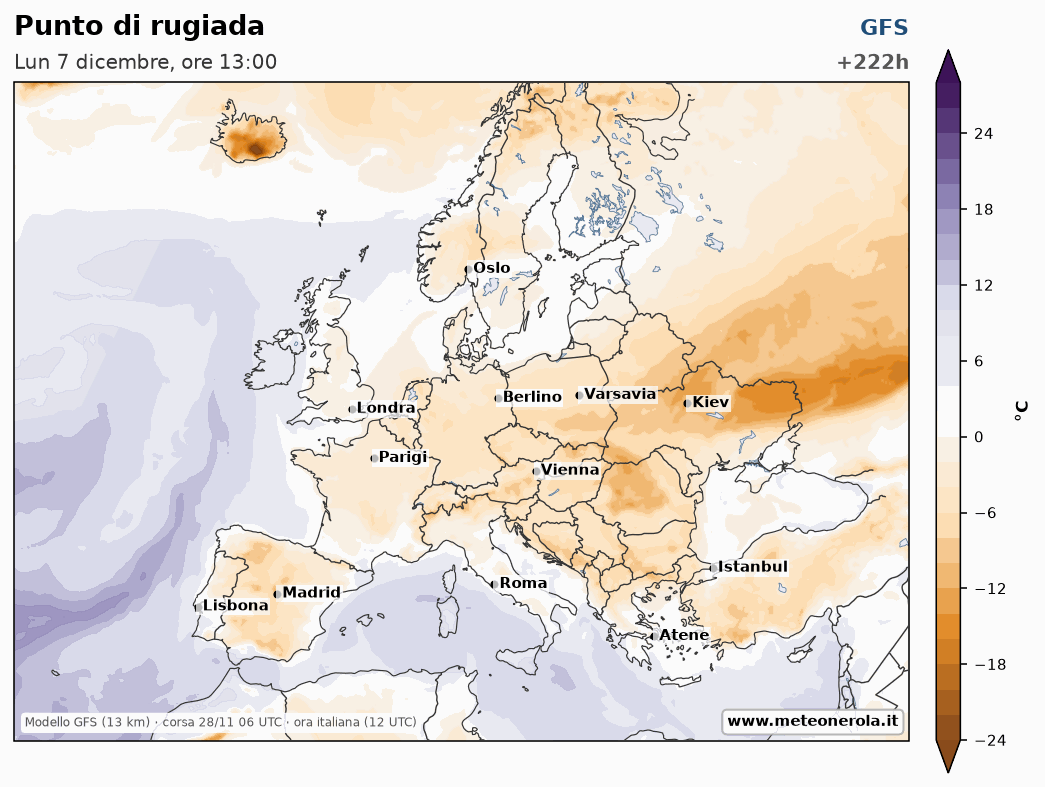 Punto di rugiada
GFS
Lun 7 dicembre, ore 13:00
+222h
Oslo
Berlino
Varsavia
Kiev
Londra
Parigi
Vienna
Istanbul
Roma
Madrid
Lisbona
Atene
Modello GFS (13 km) · corsa 28/11 06 UTC · ora italiana (12 UTC)
www.meteonerola.it
24
18
12
6
0
−6
−12
−18
−24
°C